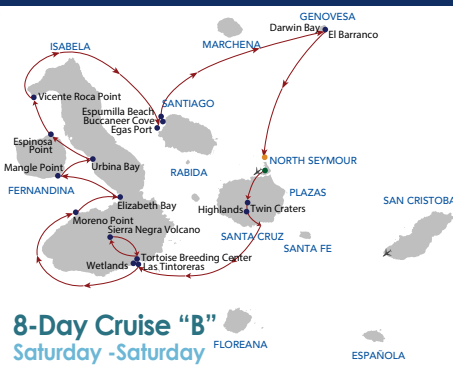 GENOVESA
Darwin Bay
El Barranco
MARCHENA
ISABELA
Vicente Roca Point
Espumilla Beach
SANTIAGO
Buccaneer Cove
Egas Port
Espinosa
Point
Mangle Point
Urbina Bay
RABIDA
NORTH SEYMOUR
FERNANDINA
PLAZAS
Elizabeth Bay
Highlands
Twin Craters
SAN CRISTOBA
Moreno Point
Sierra Negra Volcano
SANTA CRUZ
SANTA FE
Tortoise Breeding Center
Wetlands
Las Tintoreras
8-Day Cruise “B”
Saturday -Saturday
FLOREANA
ESPAÑOLA